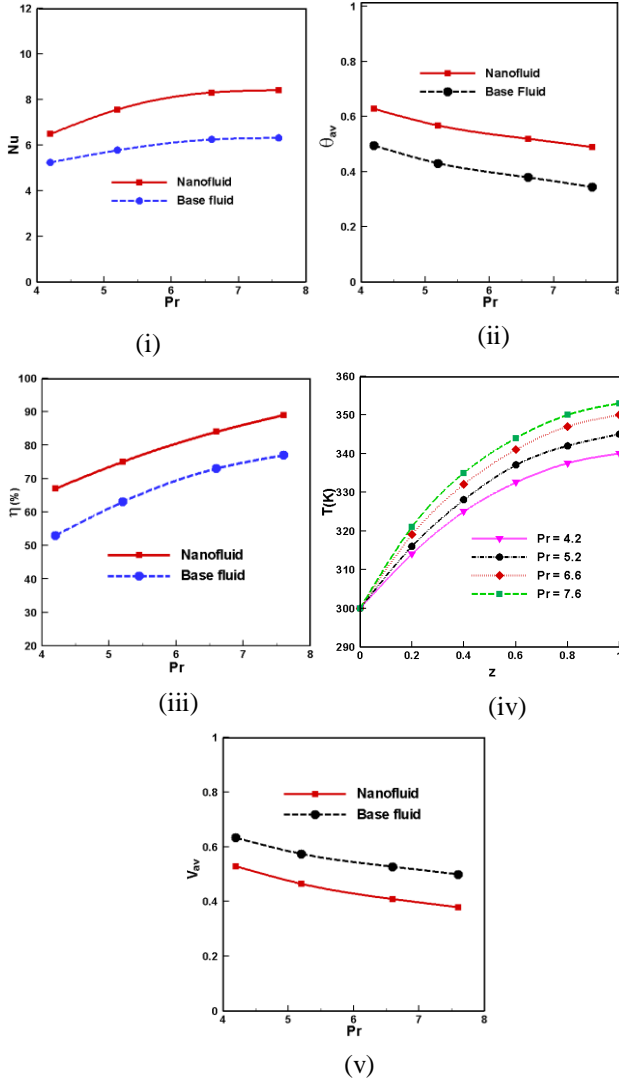 12
10
8
6
4
2
0
Nu
Nanofluid
Base fluid
4 5 6 7 8
Pr
(i)
1
0.8
0.6
0.4
0.2
0
θav
Nanofluid
Base Fluid
4 5 6 7 8
Pr
(ii)
100
90
80
70
60
50
40
30
20
η(%)
Nanofluid
Base fluid
4 5 6 7 8
Pr
(iii)
360
350
340
330
320
310
300
290
T(K)
Pr = 4.2
Pr = 5.2
Pr = 6.6
Pr = 7.6
0 0.2 0.4 0.6 0.8 1
z
(iv)
1
0.8
0.6
0.4
0.2
0
Vav
Nanofluid
Base fluid
4 5 6 7 8
Pr
(v)